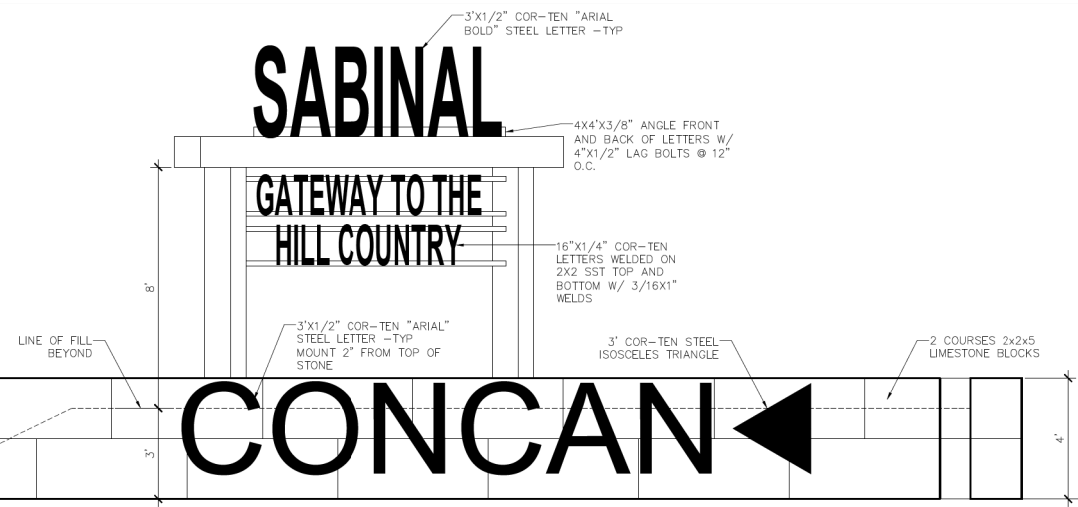 3'X1/2" COR-TEN "ARIAL
BOLD" STEEL LETTER -TYP
SABINAL
4X4'X3/8" ANGLE FRONT
AND BACK OF LETTERS W/
4"X1/2" LAG BOLTS @ 12"
O.C.
GATEWAY TO THE
HILL COUNTRY
16"X1/4" COR-TEN
LETTERS WELDED ON
2X2 SST TOP AND
BOTTOM W/ 3/16X1"
WELDS
8'
3'X1/2" COR-TEN "ARIAL"
STEEL LETTER -TYP
MOUNT 2" FROM TOP OF
STONE
LINE OF FILL
BEYOND
3' COR-TEN STEEL
ISOSCELES TRIANGLE
2 COURSES 2x2x5
LIMESTONE BLOCKS
CONCAN
3'
4'